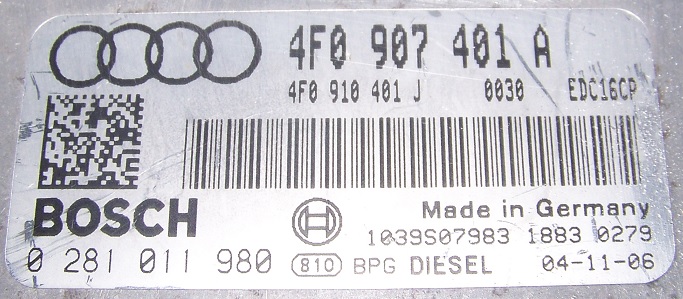 4F0 907 401 A
4F0 910 401 J 0030 EDC16CP
BOSCH
Made in Germany
1039S07983 1883 0279
0 281 011 980 810 BPG DIESEL 04-11-06